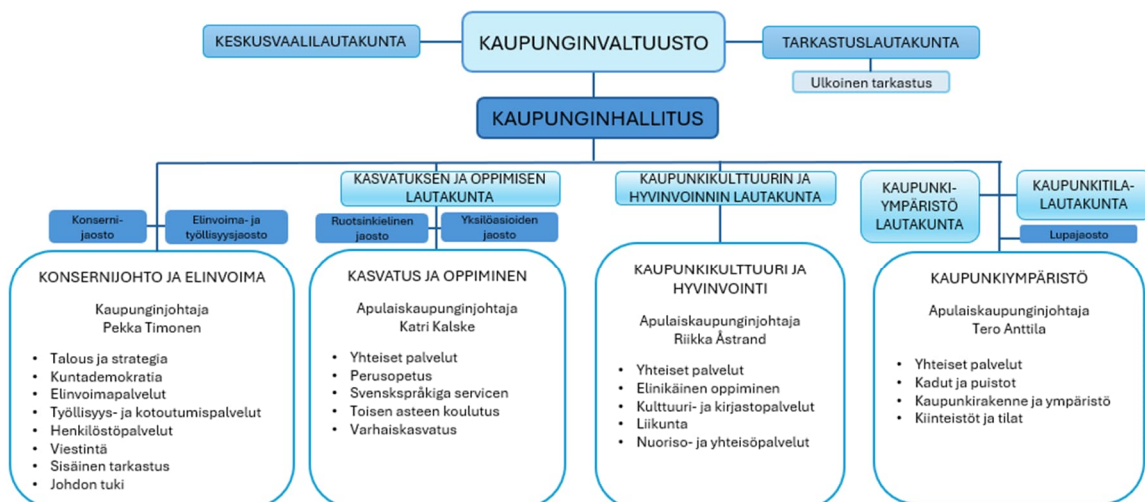 KESKUSVAALILAUTAKUNTA
KAUPUNGINVALTUUSTO
TARKASTUSLAUTAKUNTA
Ulkoinen tarkastus
KAUPUNGINHALLITUS
KASVATUKSEN JA OPPIMISEN
LAUTAKUNTA
KAUPUNKIKULTTUURIN JA
HYVINVOINNIN LAUTAKUNTA
KAUPUNKI-
YMPÄRISTÖ
LAUTAKUNTA
KAUPUNKITILA-
LAUTAKUNTA
Konserni-
jaosto
Elinvoima- ja
työllisyysjaosto
Ruotsinkielinen
jaosto
Yksilöasioiden
jaosto
Lupajaosto
KONSERNIJOHTO JA ELINVOIMA
Kaupunginjohtaja
Pekka Timonen
• Talous ja strategia
• Kuntademokratia
• Elinvoimapalvelut
• Työllisyys- ja kotoutumispalvelut
• Henkilöstöpalvelut
• Viestintä
• Sisäinen tarkastus
• Johdon tuki
KASVATUS JA OPPIMINEN
Apulaiskaupunginjohtaja
Katri Kalske
• Yhteiset palvelut
• Perusopetus
• Svenskspråkiga servicen
• Toisen asteen koulutus
• Varhaiskasvatus
KAUPUNKIKULTTUURI JA
HYVINVOINTI
Apulaiskaupunginjohtaja
Riikka Åstrand
• Yhteiset palvelut
• Elinikäinen oppiminen
• Kulttuuri- ja kirjastopalvelut
• Liikunta
• Nuoriso- ja yhteisöpalvelut
KAUPUNKIYMPÄRISTÖ
Apulaiskaupunginjohtaja
Tero Anttila
• Yhteiset palvelut
• Kadut ja puistot
• Kaupunkirakenne ja ympäristö
• Kiinteistöt ja tilat